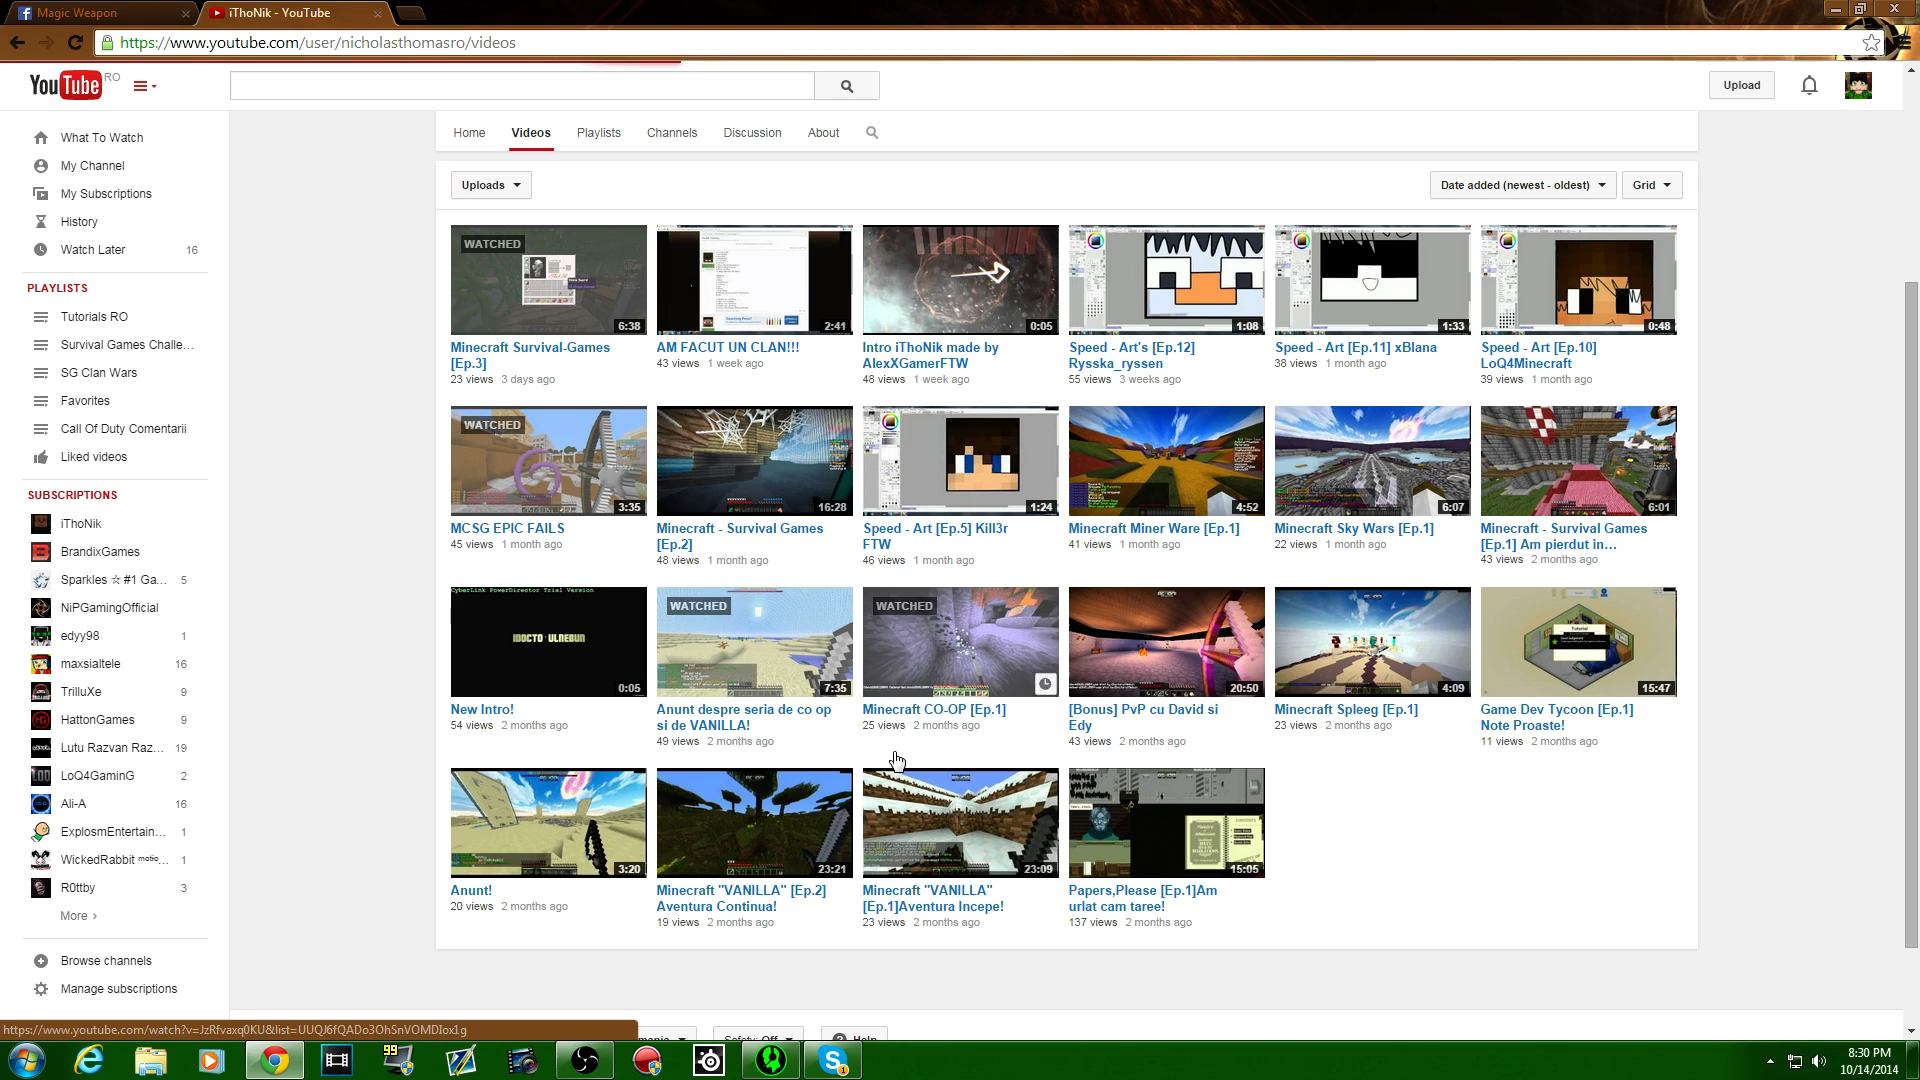 Magic Weapon
iThoNik - YouTube
https://www.youtube.com/user/nicholasthomasro/videos
YouTube RO
Upload
What To Watch
My Channel
My Subscriptions
History
Watch Later 16
PLAYLISTS
Tutorials RO
Survival Games Challe...
SG Clan Wars
Favorites
Call Of Duty Comentarii
Liked videos
SUBSCRIPTIONS
iThoNik
BrandixGames
Sparkles ☆ #1 Ga... 5
NiPGamingOfficial
edyy98 1
maxsialtele 16
TrilluXe 9
HattonGames 9
Lutu Razvan Raz... 19
LoQ4GaminG 2
Ali-A 16
ExplosmEntertain... 1
WickedRabbit ᵐᵒᵗⁱᵒ... 1
R0ttby 3
More ›
Browse channels
Manage subscriptions
Home Videos Playlists Channels Discussion About
Uploads
Date added (newest - oldest) Grid
WATCHED
6:38
Minecraft Survival-Games
[Ep.3]
23 views 3 days ago
2:41
AM FACUT UN CLAN!!!
43 views 1 week ago
0:05
Intro iThoNik made by
AlexXGamerFTW
48 views 1 week ago
1:08
Speed - Art's [Ep.12]
Rysska_ryssen
55 views 3 weeks ago
1:33
Speed - Art [Ep.11] xBlana
38 views 1 month ago
0:48
Speed - Art [Ep.10]
LoQ4Minecraft
39 views 1 month ago
WATCHED
3:35
MCSG EPIC FAILS
45 views 1 month ago
16:28
Minecraft - Survival Games
[Ep.2]
48 views 1 month ago
1:24
Speed - Art [Ep.5] Kill3r
FTW
46 views 1 month ago
4:52
Minecraft Miner Ware [Ep.1]
41 views 1 month ago
6:07
Minecraft Sky Wars [Ep.1]
22 views 1 month ago
6:01
Minecraft - Survival Games
[Ep.1] Am pierdut in...
43 views 2 months ago
CyberLink PowerDirector Trial Version
0:05
New Intro!
54 views 2 months ago
WATCHED
7:35
Anunt despre seria de co op
si de VANILLA!
49 views 2 months ago
WATCHED
Minecraft CO-OP [Ep.1]
25 views 2 months ago
20:50
[Bonus] PvP cu David si
Edy
43 views 2 months ago
4:09
Minecraft Spleeg [Ep.1]
23 views 2 months ago
Tutorial
15:47
Game Dev Tycoon [Ep.1]
Note Proaste!
11 views 2 months ago
3:20
Anunt!
20 views 2 months ago
23:21
Minecraft "VANILLA" [Ep.2]
Aventura Continua!
19 views 2 months ago
23:09
Minecraft "VANILLA"
[Ep.1]Aventura Incepe!
23 views 2 months ago
15:05
Papers,Please [Ep.1]Am
urlat cam taree!
137 views 2 months ago
Safety: Off
Help
99
8:30 PM
10/14/2014